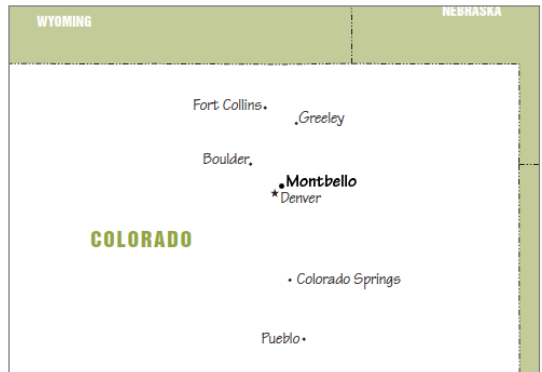 WYOMING
NEBRASKA
Fort Collins
Greeley
Boulder
Montbello
Denver
COLORADO
Colorado Springs
Pueblo